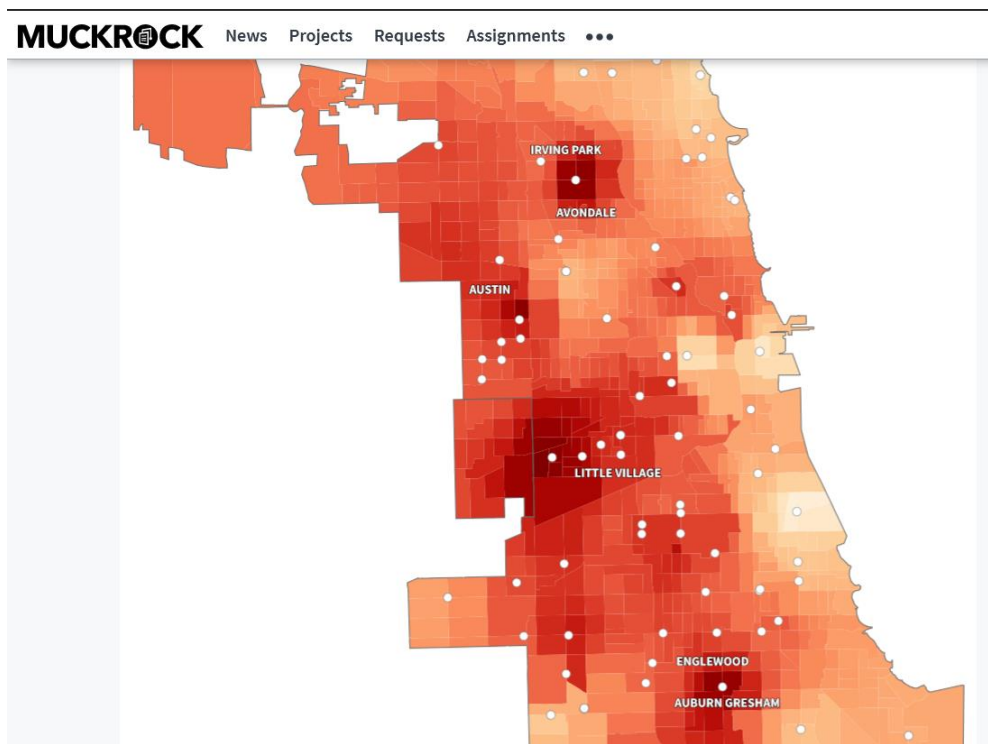 MUCKROCK News Projects Requests Assignments •••
IRVING PARK
AVONDALE
AUSTIN
LITTLE VILLAGE
ENGLEWOOD
AUBURN GRESHAM